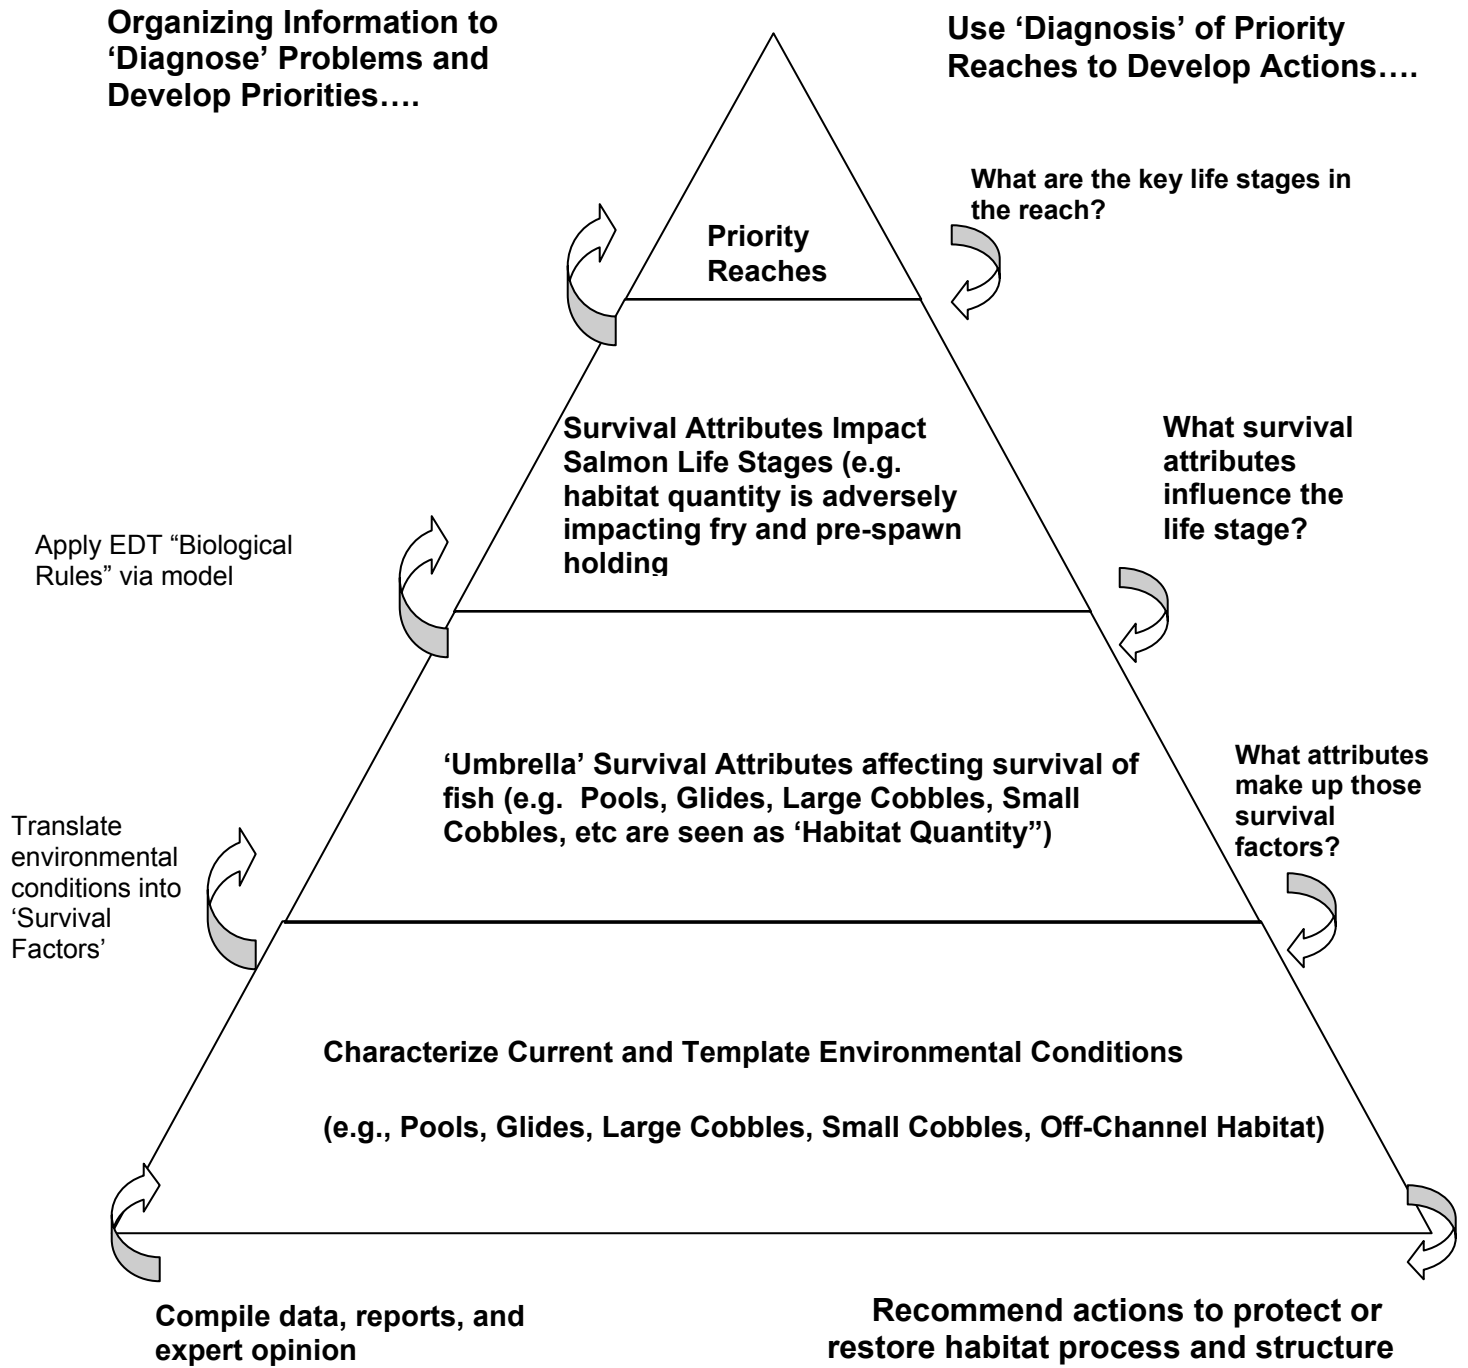 Organizing Information to
‘Diagnose’ Problems and
Develop Priorities….
Use ‘Diagnosis’ of Priority
Reaches to Develop Actions….
What are the key life stages in
the reach?
Priority
Reaches
Survival Attributes Impact
Salmon Life Stages (e.g.
habitat quantity is adversely
impacting fry and pre-spawn
holding
What survival
attributes
influence the
life stage?
Apply EDT “Biological
Rules” via model
‘Umbrella’ Survival Attributes affecting survival of
fish (e.g. Pools, Glides, Large Cobbles, Small
Cobbles, etc are seen as ‘Habitat Quantity”)
What attributes
make up those
survival
factors?
Translate
environmental
conditions into
‘Survival
Factors’
Characterize Current and Template Environmental Conditions
(e.g., Pools, Glides, Large Cobbles, Small Cobbles, Off-Channel Habitat)
Compile data, reports, and
expert opinion
Recommend actions to protect or
restore habitat process and structure